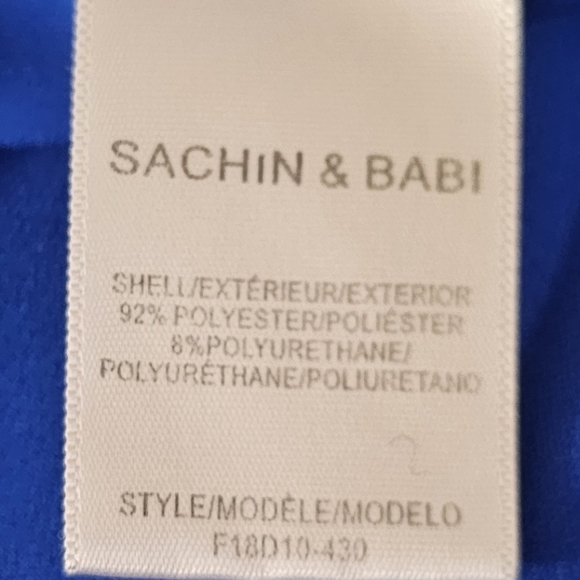 SACHIN & BABI
SHELL/EXTÉRIEUR/EXTERIOR
92% POLYESTER/POLIÉSTER
8%POLYURETHANE/
POLYURÉTHANE/POLIURETANO
STYLE/MODÈLE/MODELO
F18D10-430